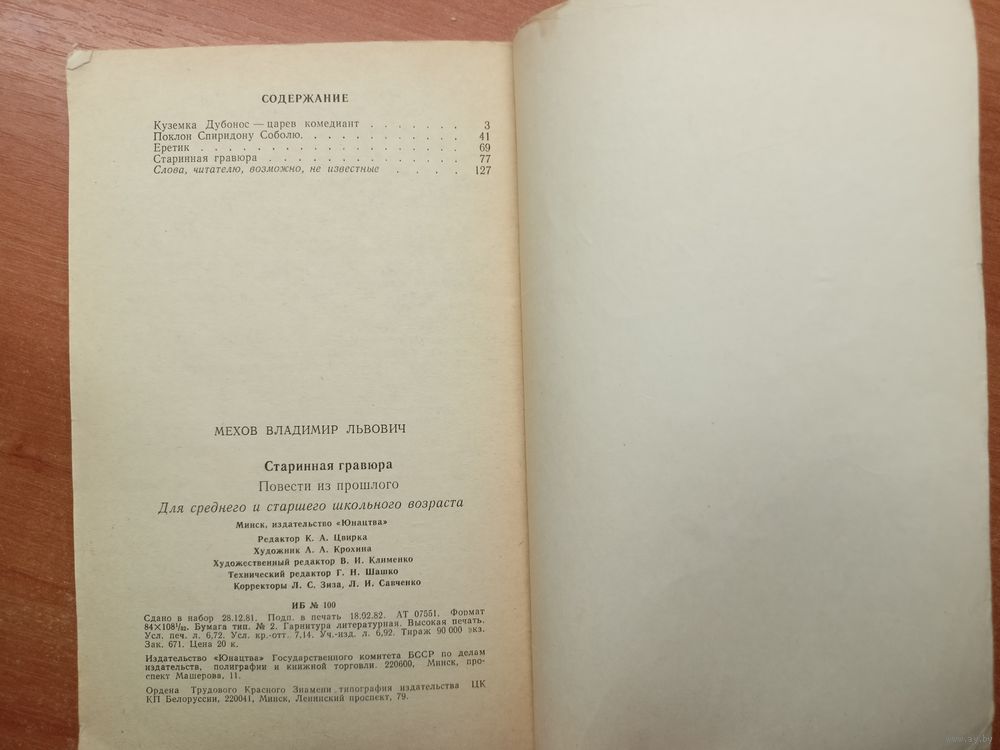 СОДЕРЖАНИЕ
Куземка Дубонос — царев комедиант . . . . . . . 3
Поклон Спиридону Соболю. . . . . . . . . . . 41
Еретик . . . . . . . . . . . . . . . . 69
Старинная гравюра . . . . . . . . . . . . . 77
Слова, читателю, возможно, не известные . . . . 127
МЕХОВ ВЛАДИМИР ЛЬВОВИЧ
Старинная гравюра
Повести из прошлого
Для среднего и старшего школьного возраста
Минск, издательство «Юнацтва»
Редактор К. А. Цвирка
Художник А. А. Крохина
Художественный редактор В. И. Клименко
Технический редактор Г. Н. Шашко
Корректоры Л. С. Зиза, Л. И. Савченко
ИБ № 100
Сдано в набор 28.12.81. Подп. в печать 18.02.82. АТ 07551. Формат
84×108¹/₃₂. Бумага тип. № 2. Гарнитура литературная. Высокая печать.
Усл. печ. л. 6,72. Усл. кр.-отт. 7,14. Уч.-изд. л. 6,92. Тираж 90 000 экз.
Зак. 671. Цена 20 к.
Издательство «Юнацтва» Государственного комитета БССР по делам
издательств, полиграфии и книжной торговли. 220600, Минск, про-
спект Машерова, 11.
Ордена Трудового Красного Знамени типография издательства ЦК
КП Белоруссии, 220041, Минск, Ленинский проспект, 79.
www.ay.by